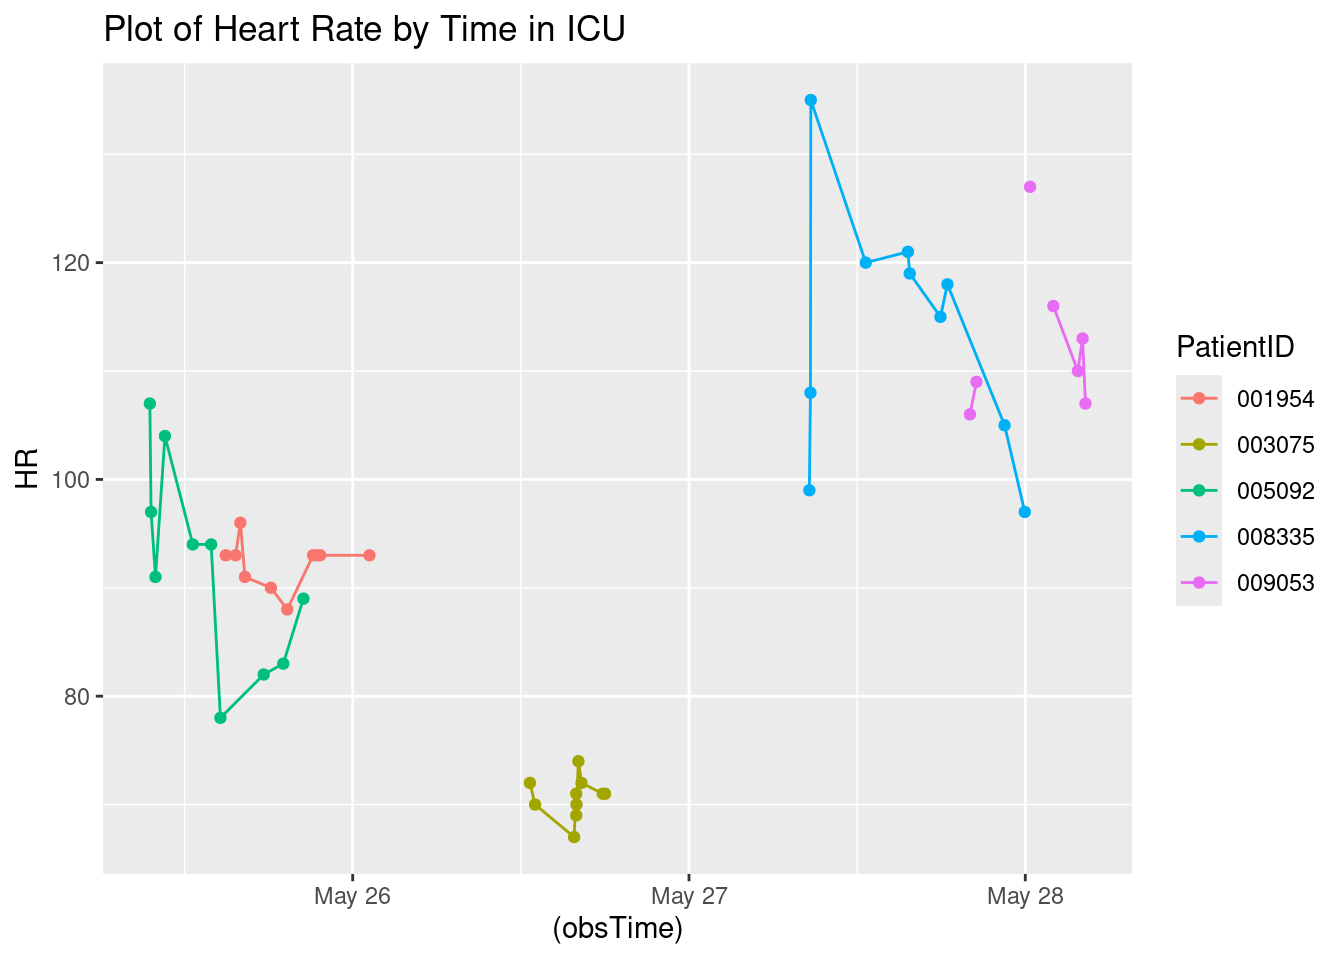 Plot of Heart Rate by Time in ICU
HR
120
100
80
May 26
May 27
May 28
(obsTime)
PatientID
001954
003075
005092
008335
009053